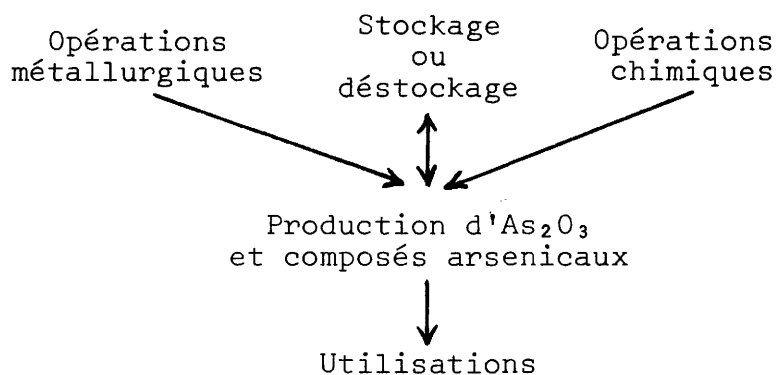 Opérations
métallurgiques
Stockage
ou
déstockage
Opérations
chimiques
Production d'As₂O₃
et composés arsenicaux
Utilisations